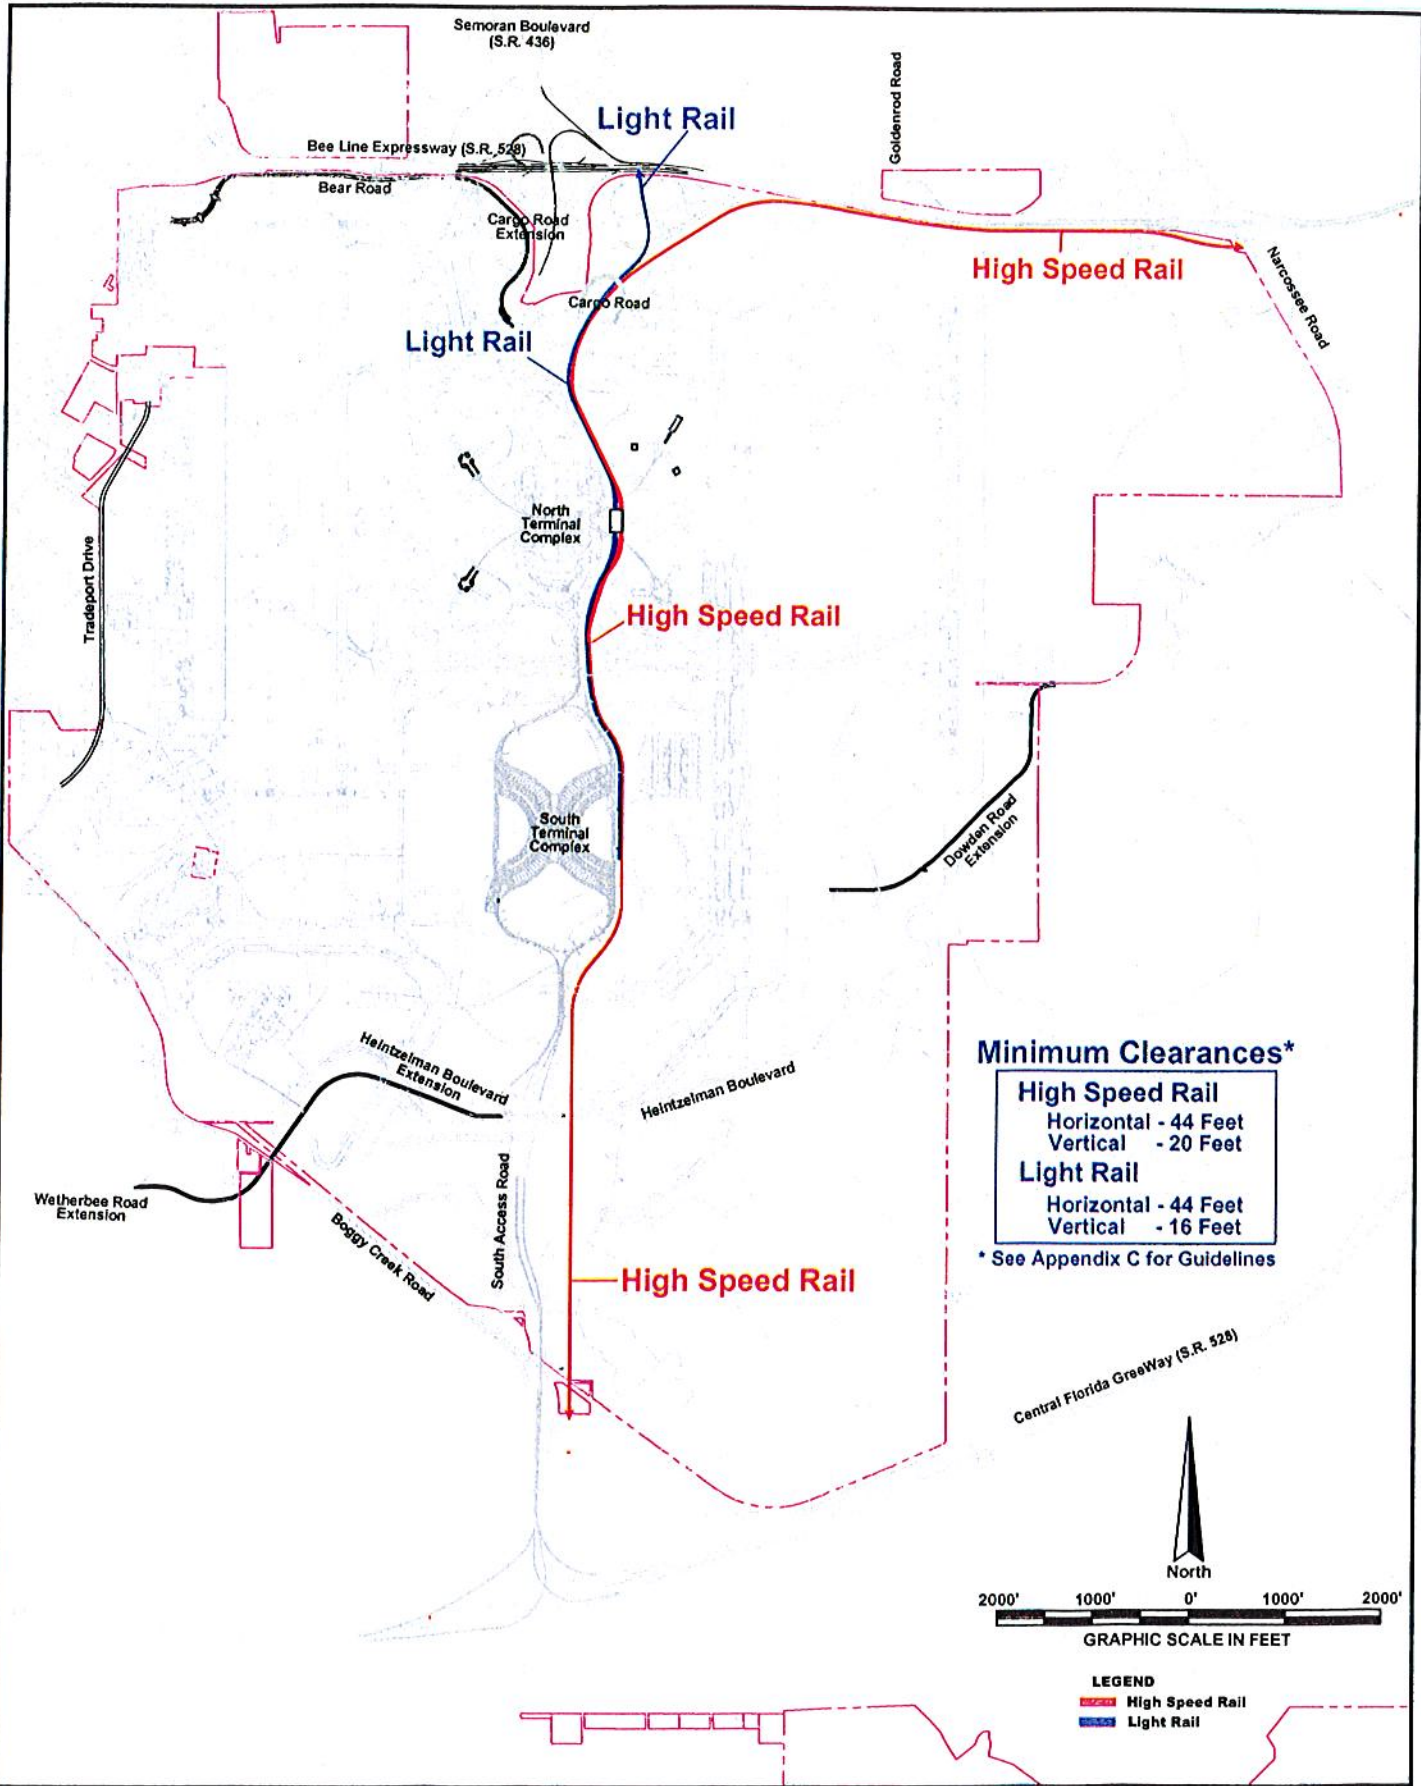 Semoran Boulevard
(S.R. 436)
Light Rail
Goldenrod Road
Bee Line Expressway (S.R. 528)
Bear Road
Cargo Road
Extension
High Speed Rail
Narcossee Road
Cargo Road
Light Rail
North
Terminal
Complex
Tradeport Drive
High Speed Rail
South
Terminal
Complex
Dowden Road
Extension
Heintzelman Boulevard
Extension
Heintzelman Boulevard
Minimum Clearances*
High Speed Rail
Horizontal - 44 Feet
Vertical - 20 Feet
Light Rail
Horizontal - 44 Feet
Vertical - 16 Feet
* See Appendix C for Guidelines
Wetherbee Road
Extension
Boggy Creek Road
South Access Road
High Speed Rail
Central Florida GreeWay (S.R. 528)
North
2000' 1000' 0' 1000' 2000'
GRAPHIC SCALE IN FEET
LEGEND
High Speed Rail
Light Rail